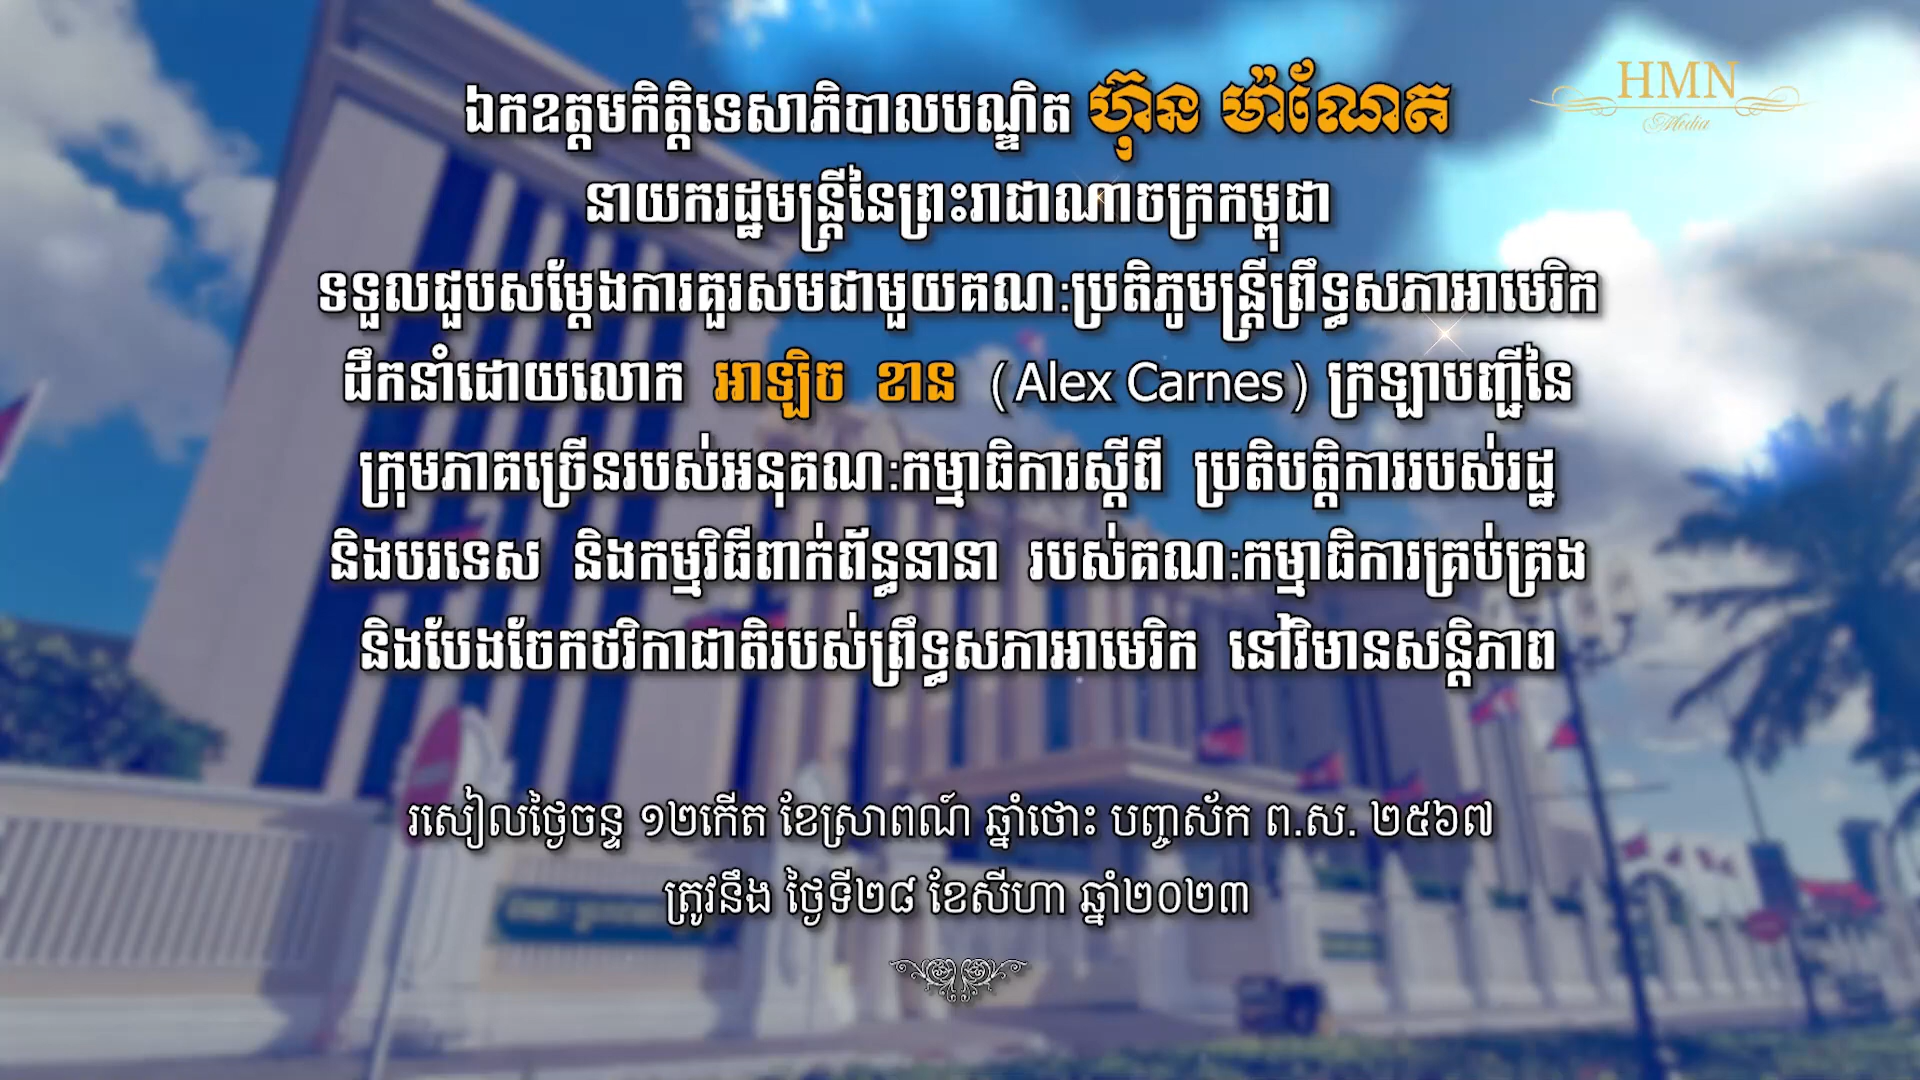 HMN
Media
ឯកឧត្តមកិត្តិទេសាភិបាលបណ្ឌិត ហ៊ុន ម៉ាណែត
នាយករដ្ឋមន្ត្រីនៃព្រះរាជាណាចក្រកម្ពុជា
ទទួលជួបសម្តែងការគួរសមជាមួយគណៈប្រតិភូមន្ត្រីព្រឹទ្ធសភាអាមេរិក
ដឹកនាំដោយលោក អាឡិច ខាន (Alex Carnes) ក្រឡាបញ្ជីនៃ
ក្រុមភាគច្រើនរបស់អនុគណៈកម្មាធិការស្តីពី ប្រតិបត្តិការរបស់រដ្ឋ
និងបរទេស និងកម្មវិធីពាក់ព័ន្ធនានា របស់គណៈកម្មាធិការគ្រប់គ្រង
និងបែងចែកថវិកាជាតិរបស់ព្រឹទ្ធសភាអាមេរិក នៅវិមានសន្តិភាព
រសៀលថ្ងៃចន្ទ ១២កើត ខែស្រាពណ៍ ឆ្នាំថោះ បញ្ចស័ក ព.ស. ២៥៦៧
ត្រូវនឹង ថ្ងៃទី២៨ ខែសីហា ឆ្នាំ២០២៣